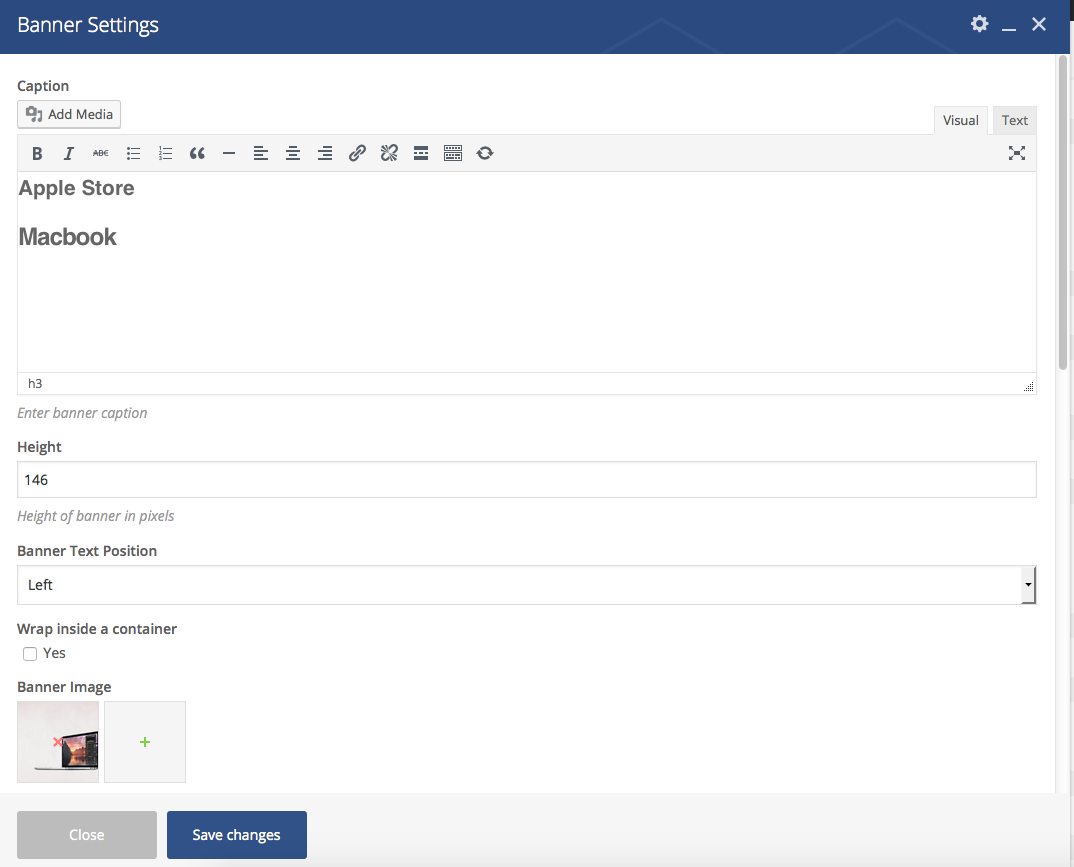 Banner Settings
Caption
Add Media
Visual Text
B I ABC
Apple Store
Macbook
h3
Enter banner caption
Height
146
Height of banner in pixels
Banner Text Position
Left
Wrap inside a container
Yes
Banner Image
Close Save changes